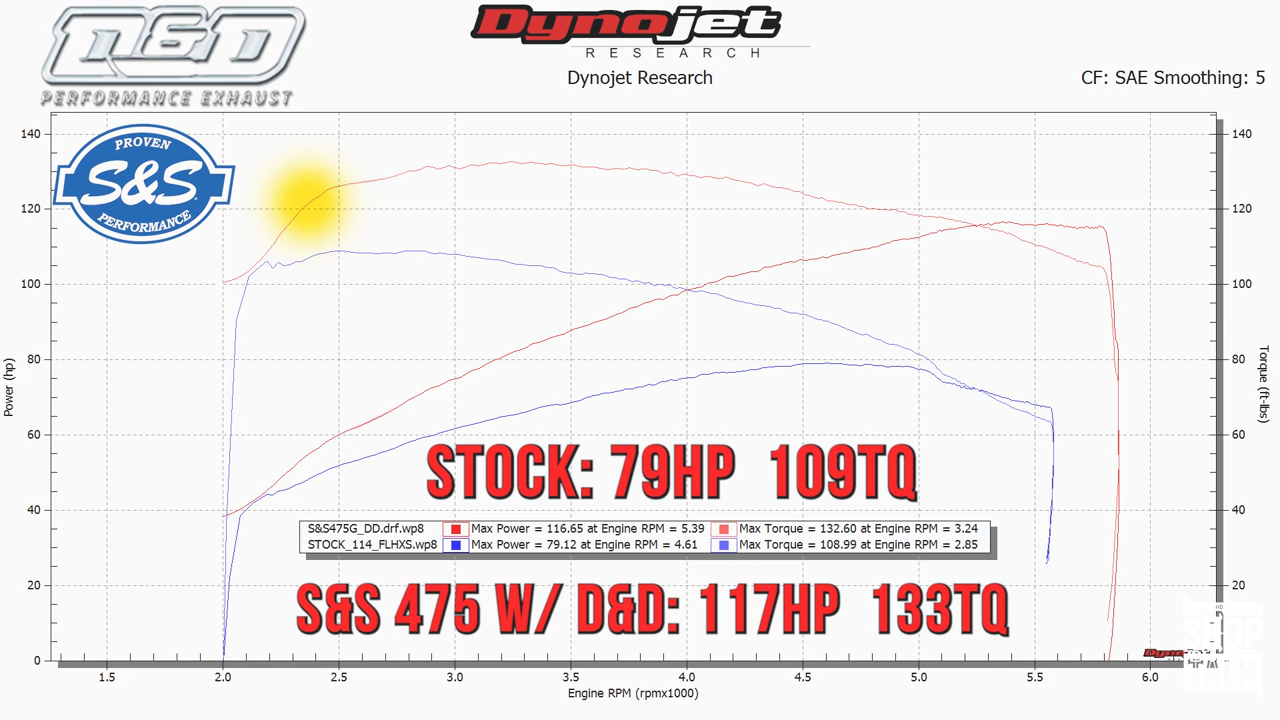 D&D
PERFORMANCE EXHAUST
Dynojet
RESEARCH
Dynojet Research
CF: SAE Smoothing: 5
PROVEN
S&S
PERFORMANCE
140
120
100
80
60
40
20
0
Power (hp)
140
120
100
80
60
40
20
Torque (ft-lbs)
STOCK: 79HP 109TQ
S&S475G_DD.drf.wp8 Max Power = 116.65 at Engine RPM = 5.39 Max Torque = 132.60 at Engine RPM = 3.24
STOCK_114_FLHXS.wp8 Max Power = 79.12 at Engine RPM = 4.61 Max Torque = 108.99 at Engine RPM = 2.85
S&S 475 W/ D&D: 117HP 133TQ
1.5 2.0 2.5 3.0 3.5 4.0 4.5 5.0 5.5 6.0
Engine RPM (rpmx1000)
SHOP
TALK